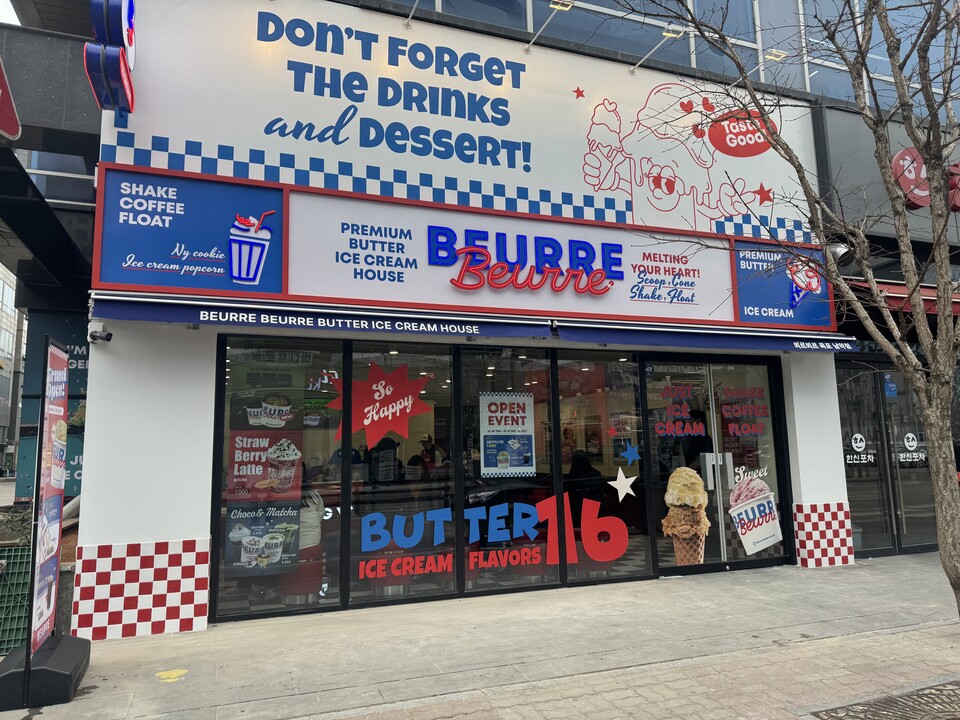 DON'T FORGET
THE DRINKS
and DESSERT!
Tasty
Good
SHAKE
COFFEE
FLOAT
Ny cookie
Ice cream popcorn
PREMIUM
BUTTER
ICE CREAM
HOUSE
BEURRE
Beurre
MELTING
YOUR HEART!
Scoop, Cone
Shake, Float
PREMIUM
BUTTER
ICE CREAM
BEURRE BEURRE BUTTER ICE CREAM HOUSE
So
Happy
OPEN
EVENT
Straw
Berry
Latte
Choco & Matcha
BUTTER
ICE CREAM FLAVORS
16
JUST
ICE
CREAM
SHAKE
COFFEE
FLOAT
Sweet
BEURRE
Beurre
한신포차
한신포차